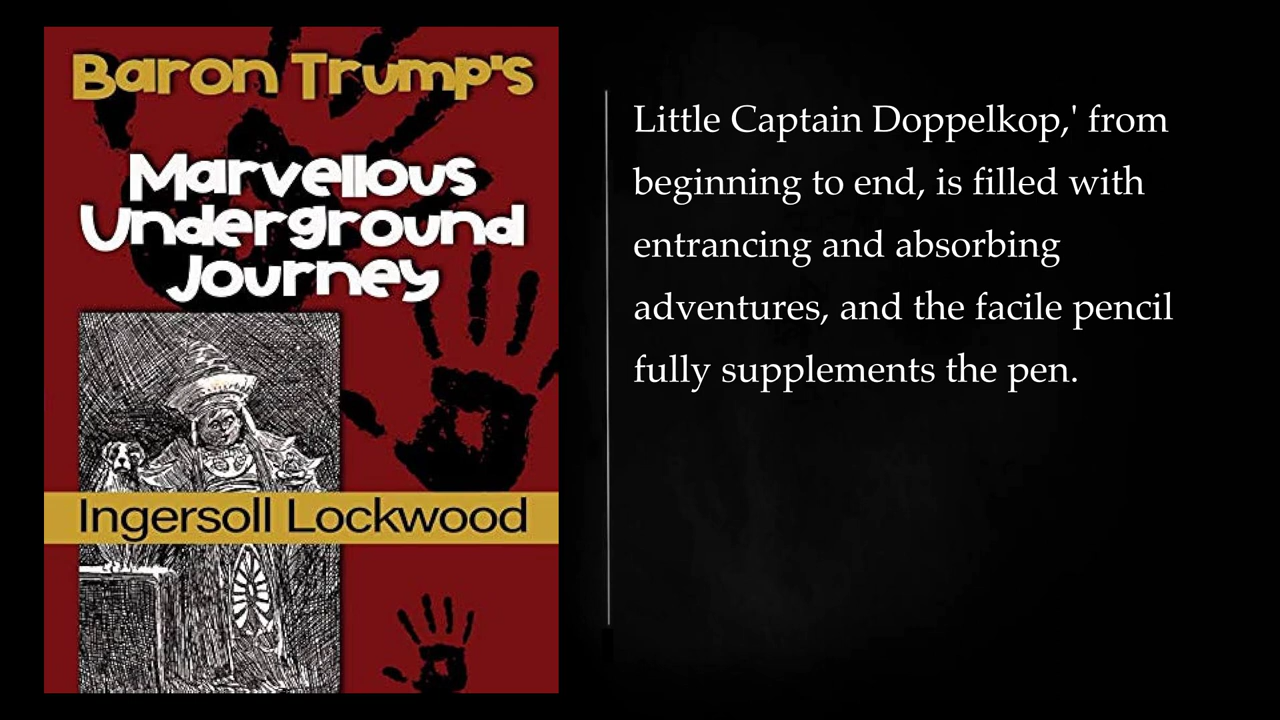 Baron Trump's
Marvellous
Underground
Journey
Ingersoll Lockwood
Little Captain Doppelkop,' from
beginning to end, is filled with
entrancing and absorbing
adventures, and the facile pencil
fully supplements the pen.